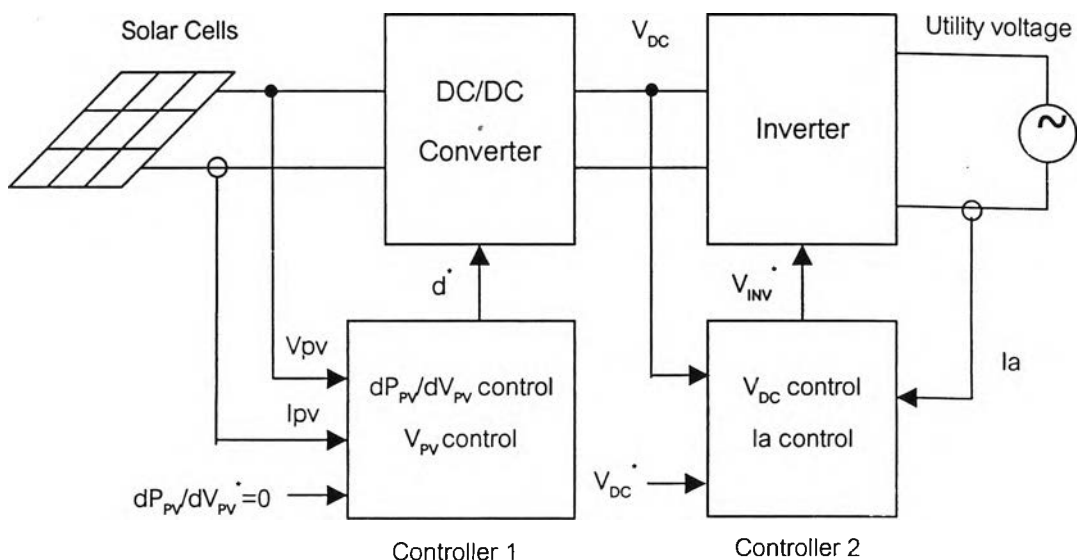 Solar Cells
V_DC
Utility voltage
DC/DC
Converter
Inverter
~
d*
V_INV*
Vpv
Ipv
dP_PV/dV_PV*=0
dP_PV/dV_PV control
V_PV control
V_DC control
Ia control
Ia
V_DC*
Controller 1
Controller 2